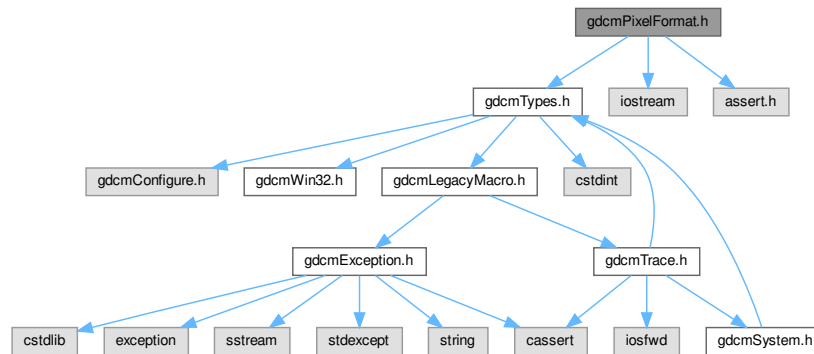 gdcmPixelFormat.h
gdcmTypes.h
iostream
assert.h
gdcmConfigure.h
gdcmWin32.h
gdcmLegacyMacro.h
cstdint
gdcmException.h
gdcmTrace.h
cstdlib
exception
sstream
stdexcept
string
cassert
iosfwd
gdcmSystem.h